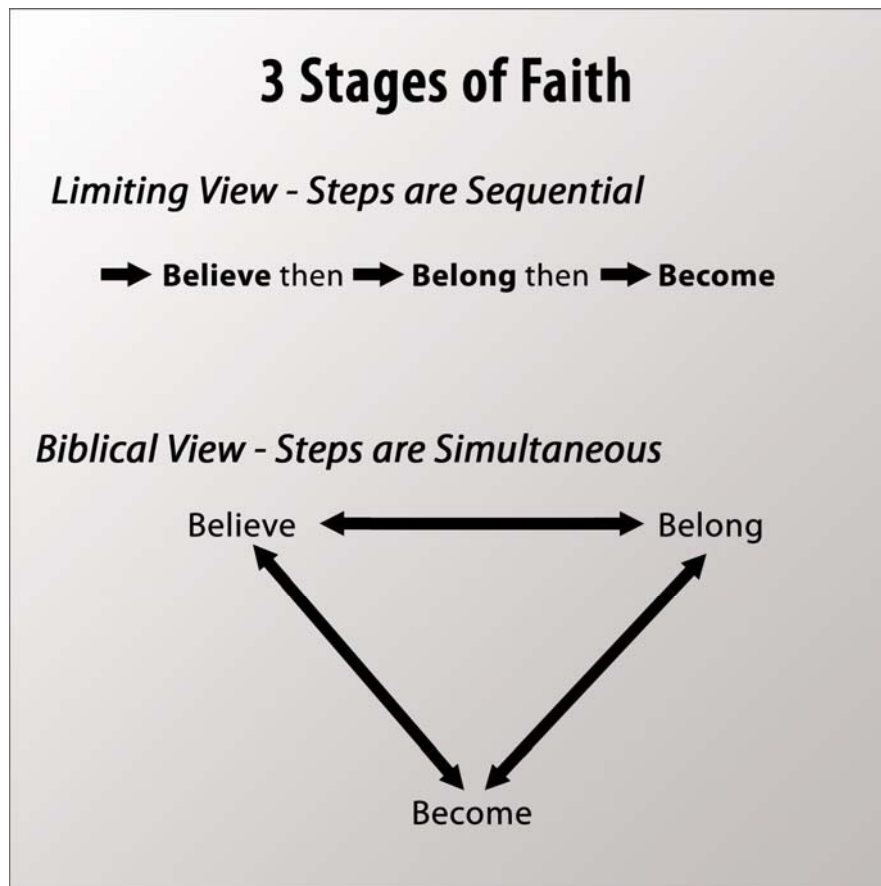 3 Stages of Faith
Limiting View - Steps are Sequential
Believe then Belong then Become
Biblical View - Steps are Simultaneous
Believe Belong
Become